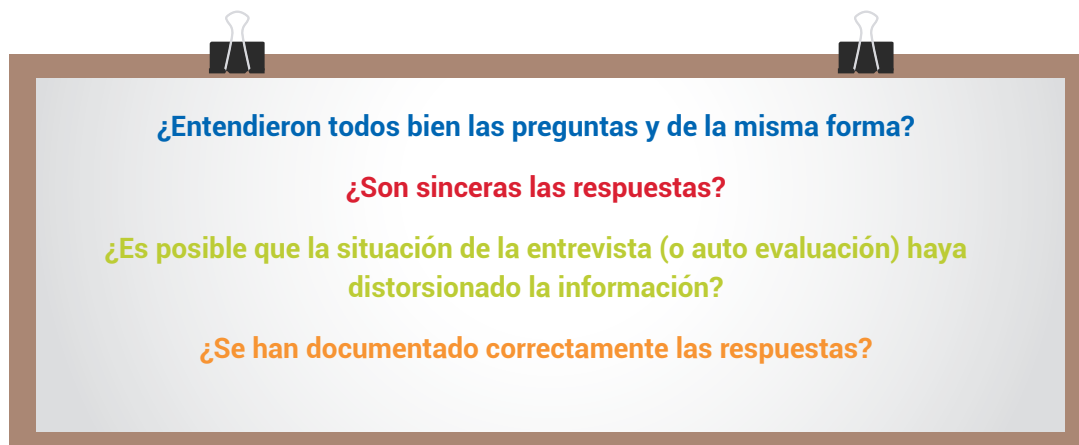 ¿Entendieron todos bien las preguntas y de la misma forma?
¿Son sinceras las respuestas?
¿Es posible que la situación de la entrevista (o auto evaluación) haya
distorsionado la información?
¿Se han documentado correctamente las respuestas?